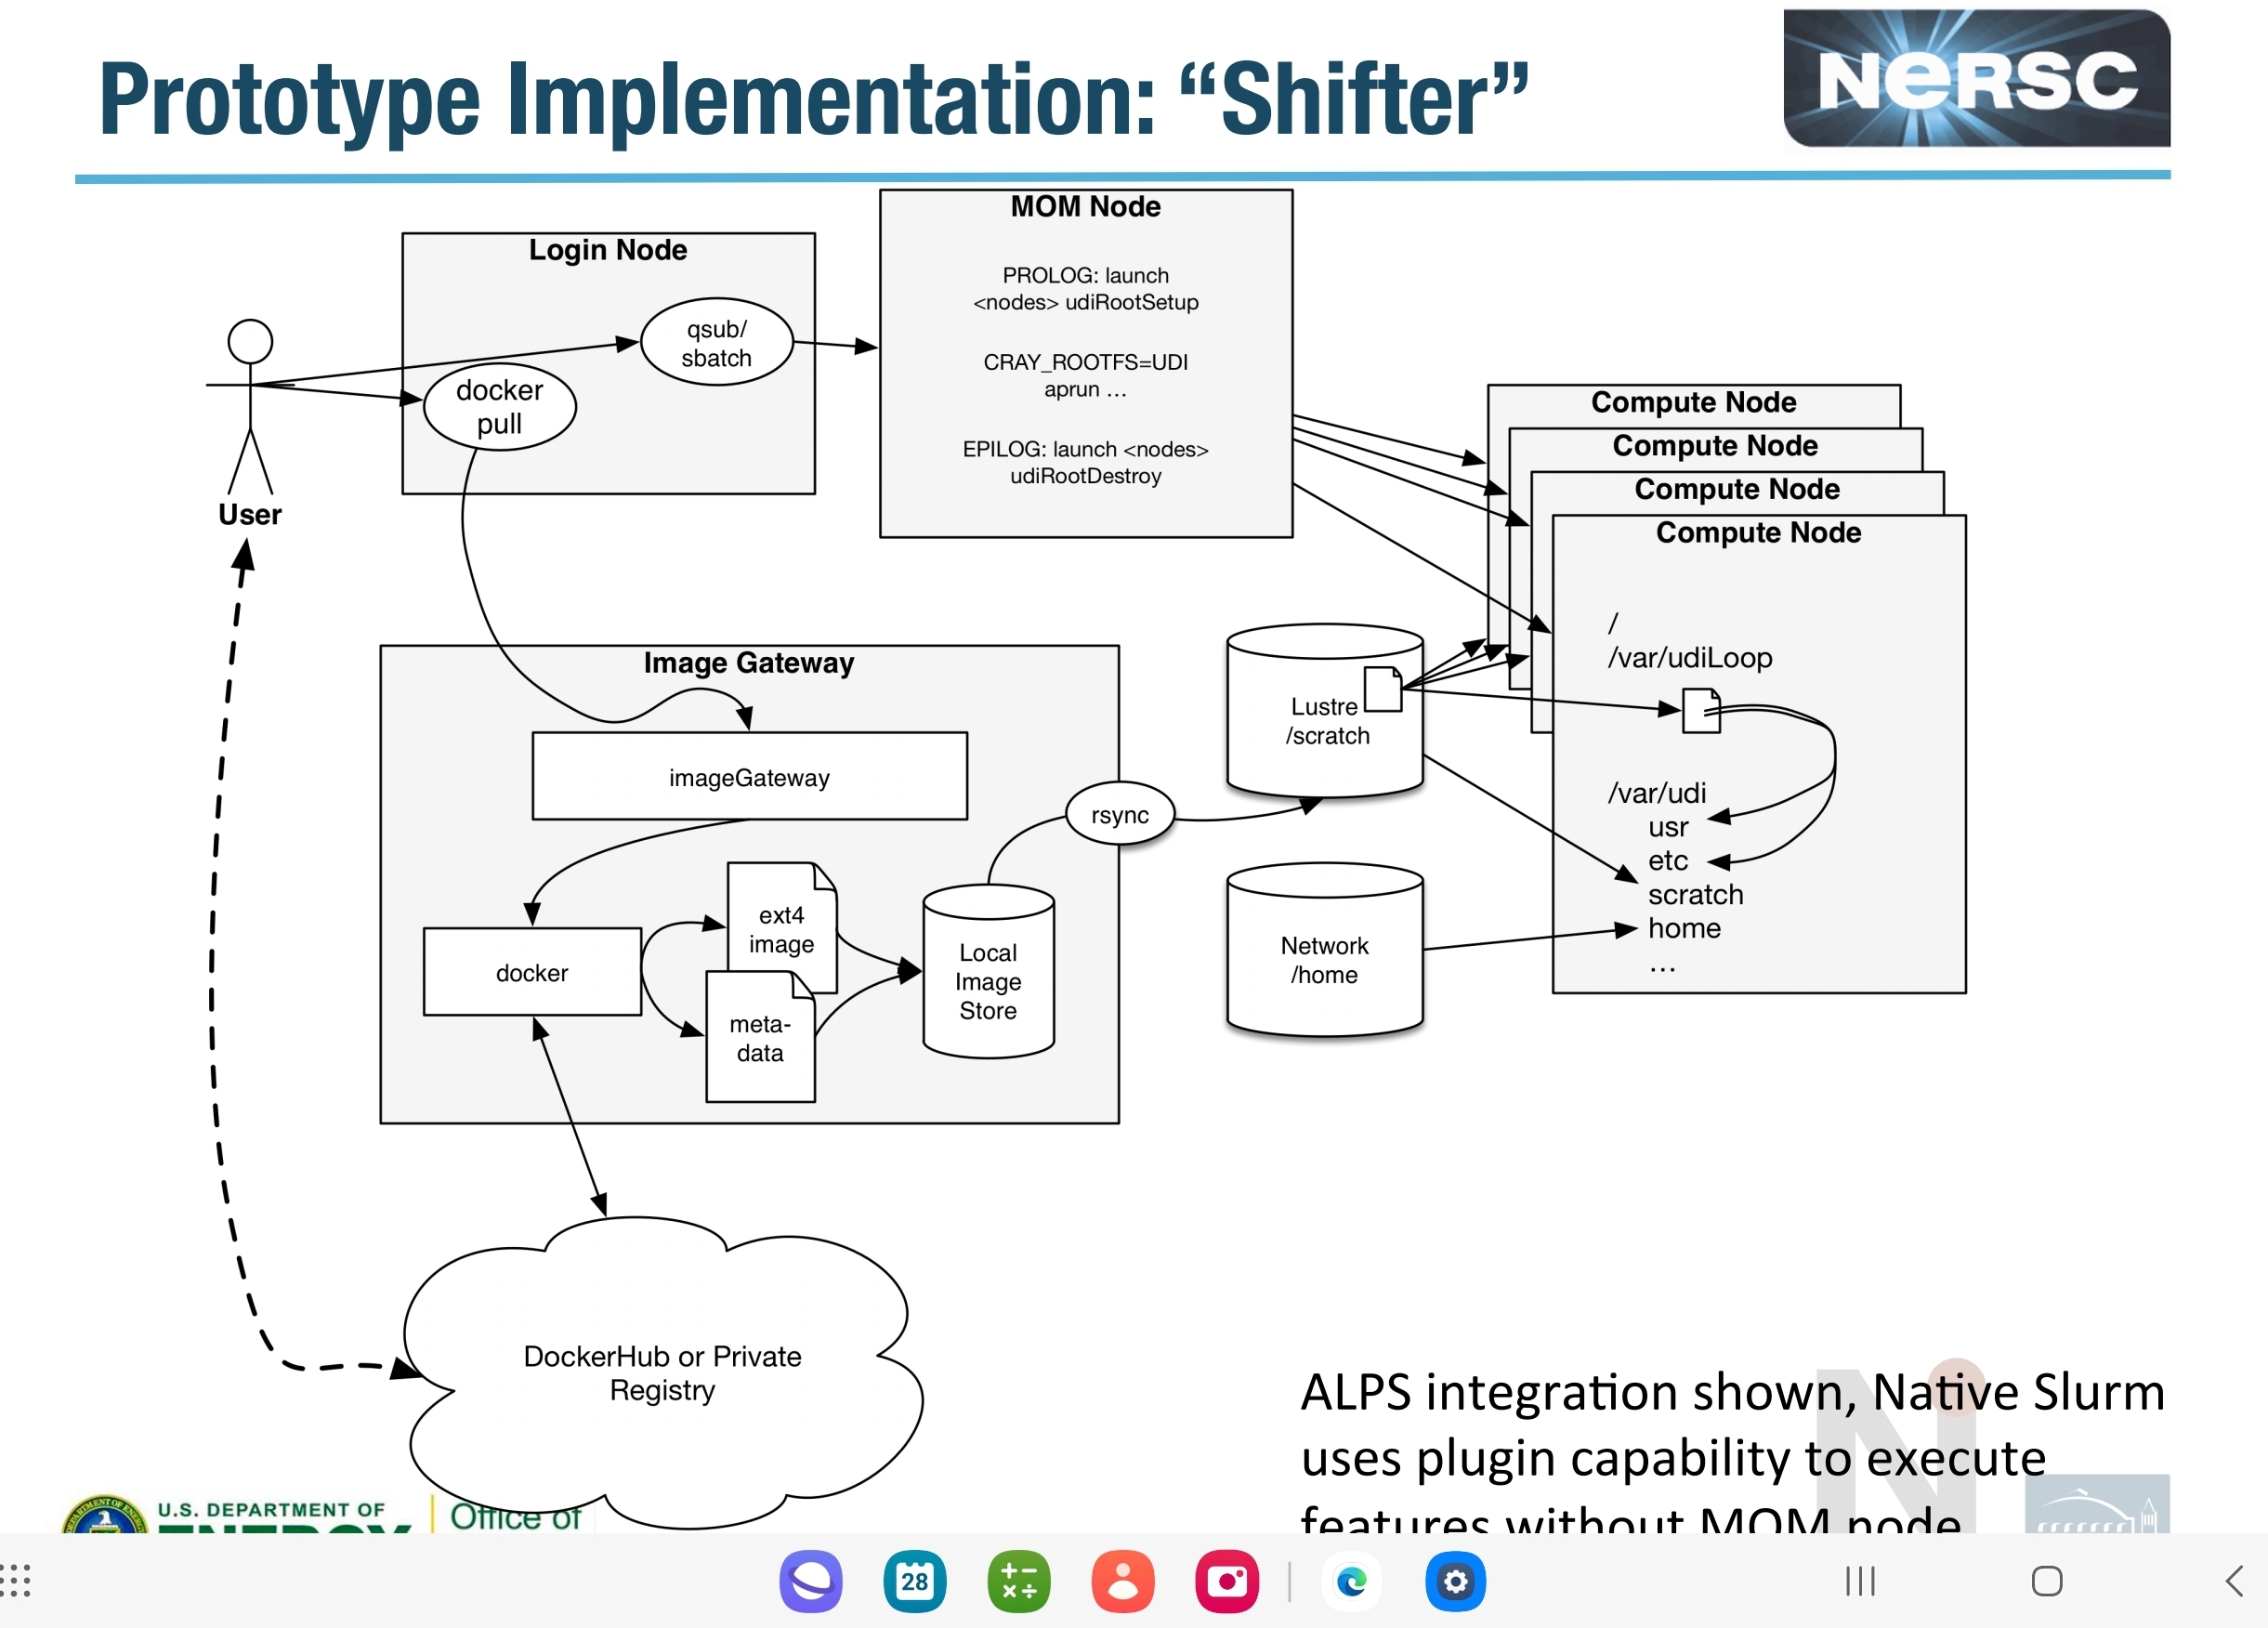 Prototype Implementation: “Shifter”
NERSC
MOM Node
PROLOG: launch
<nodes> udiRootSetup
CRAY_ROOTFS=UDI
aprun ...
EPILOG: launch <nodes>
udiRootDestroy
Login Node
qsub/
sbatch
docker
pull
User
Compute Node
Compute Node
Compute Node
Compute Node
/
/var/udiLoop
/var/udi
usr
etc
scratch
home
...
Image Gateway
imageGateway
docker
ext4
image
meta-
data
Local
Image
Store
rsync
Lustre
/scratch
Network
/home
DockerHub or Private
Registry
ALPS integration shown, Native Slurm
uses plugin capability to execute
features without MOM node
U.S. DEPARTMENT OF
ENERGY
Office of
28